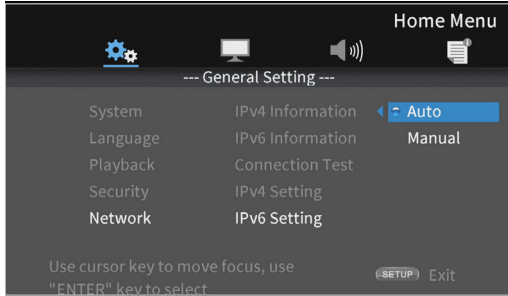 Home Menu
--- General Setting ---
System IPv4 Information Auto
Language IPv6 Information Manual
Playback Connection Test
Security IPv4 Setting
Network IPv6 Setting
Use cursor key to move focus, use
"ENTER" key to select
SETUP Exit